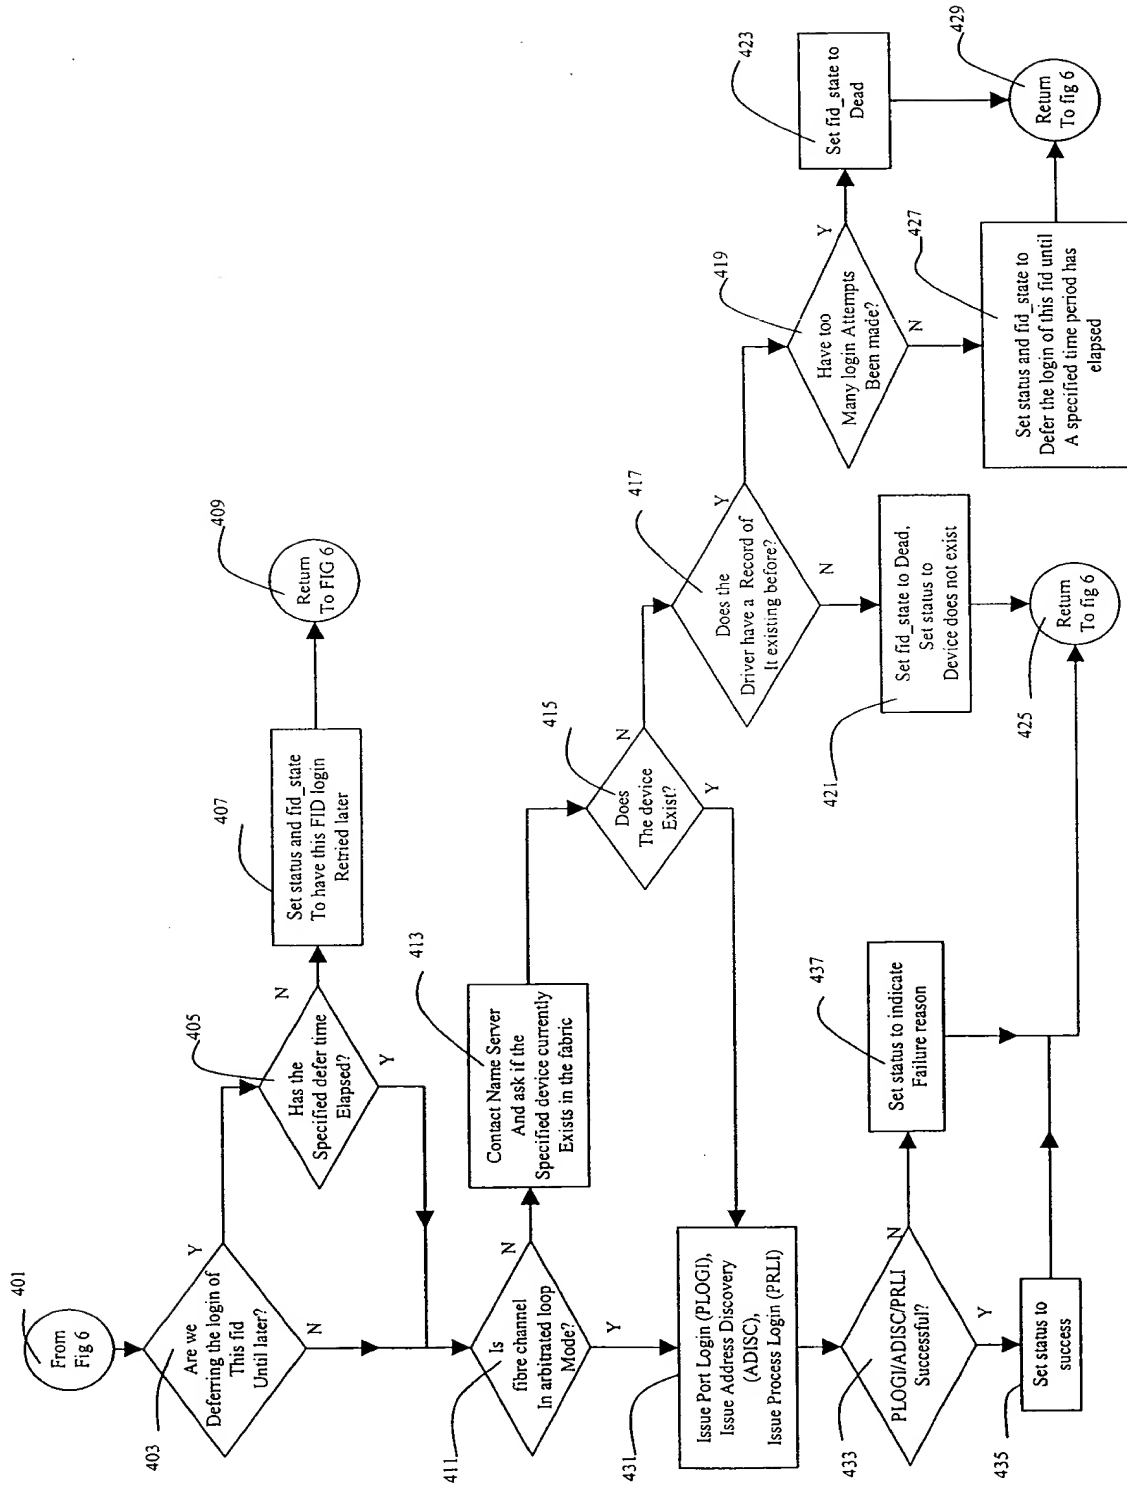 401
From
Fig 6
403
Are we
Deferring the login of
This fid
Until later?
Y
N
405
Has the
Specified defer time
Elapsed?
N
Y
407
Set status and fid_state
To have this FID login
Retried later
409
Return
To FIG 6
411
Is
fibre channel
In arbitrated loop
Mode?
N
Y
413
Contact Name Server
And ask if the
Specified device currently
Exists in the fabric
415
Does
The device
Exist?
N
Y
417
Does the
Driver have a Record of
It existing before?
Y
N
419
Have too
Many login Attempts
Been made?
Y
N
423
Set fid_state to
Dead
429
Return
To fig 6
427
Set status and fid_state to
Defer the login of this fid until
A specified time period has
elapsed
421
Set fid_state to Dead,
Set status to
Device does not exist
425
Return
To fig 6
431
Issue Port Login (PLOGI),
Issue Address Discovery
(ADISC),
Issue Process Login (PRLI)
433
PLOGI/ADISC/PRLI
Successful?
N
Y
437
Set status to indicate
Failure reason
435
Set status to
success